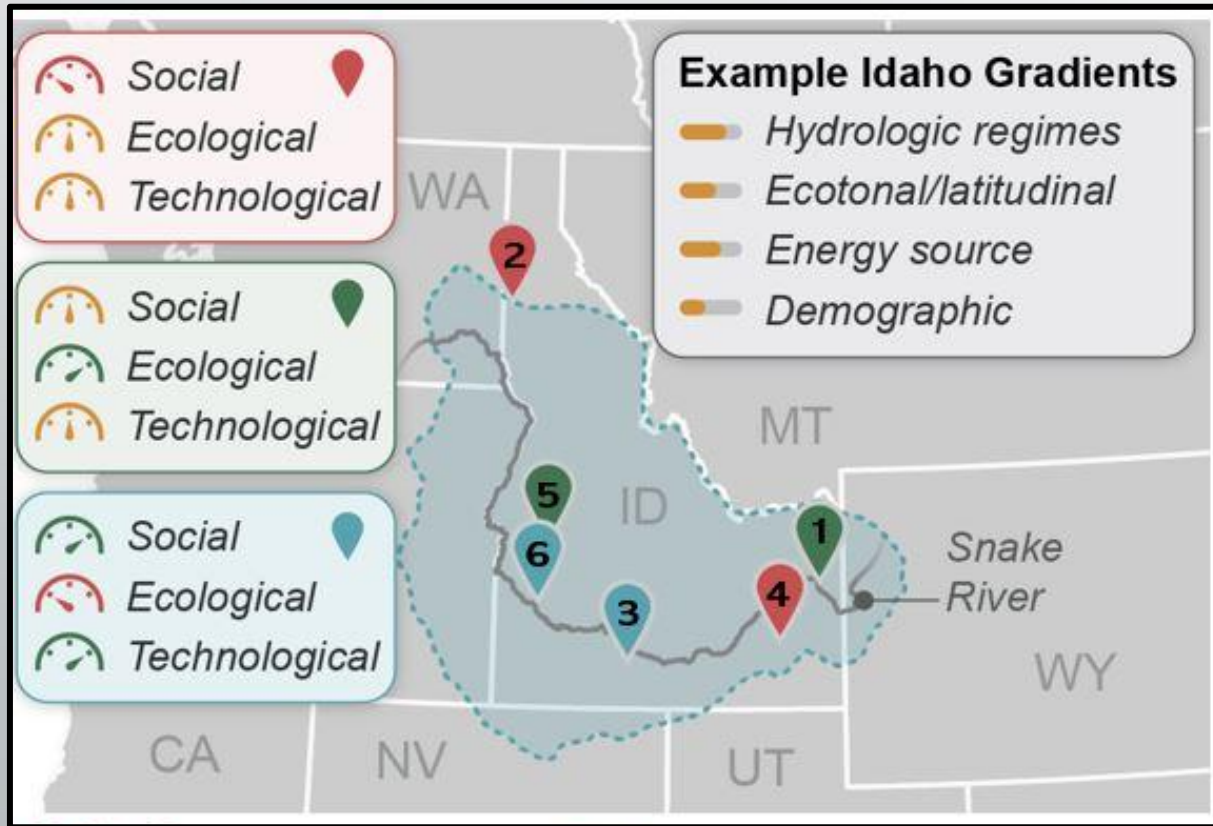 Social
Ecological
Technological
Social
Ecological
Technological
Social
Ecological
Technological
Example Idaho Gradients
Hydrologic regimes
Ecotonal/latitudinal
Energy source
Demographic
WA
2
MT
5
ID
1
6
Snake
River
4
3
WY
CA
NV
UT